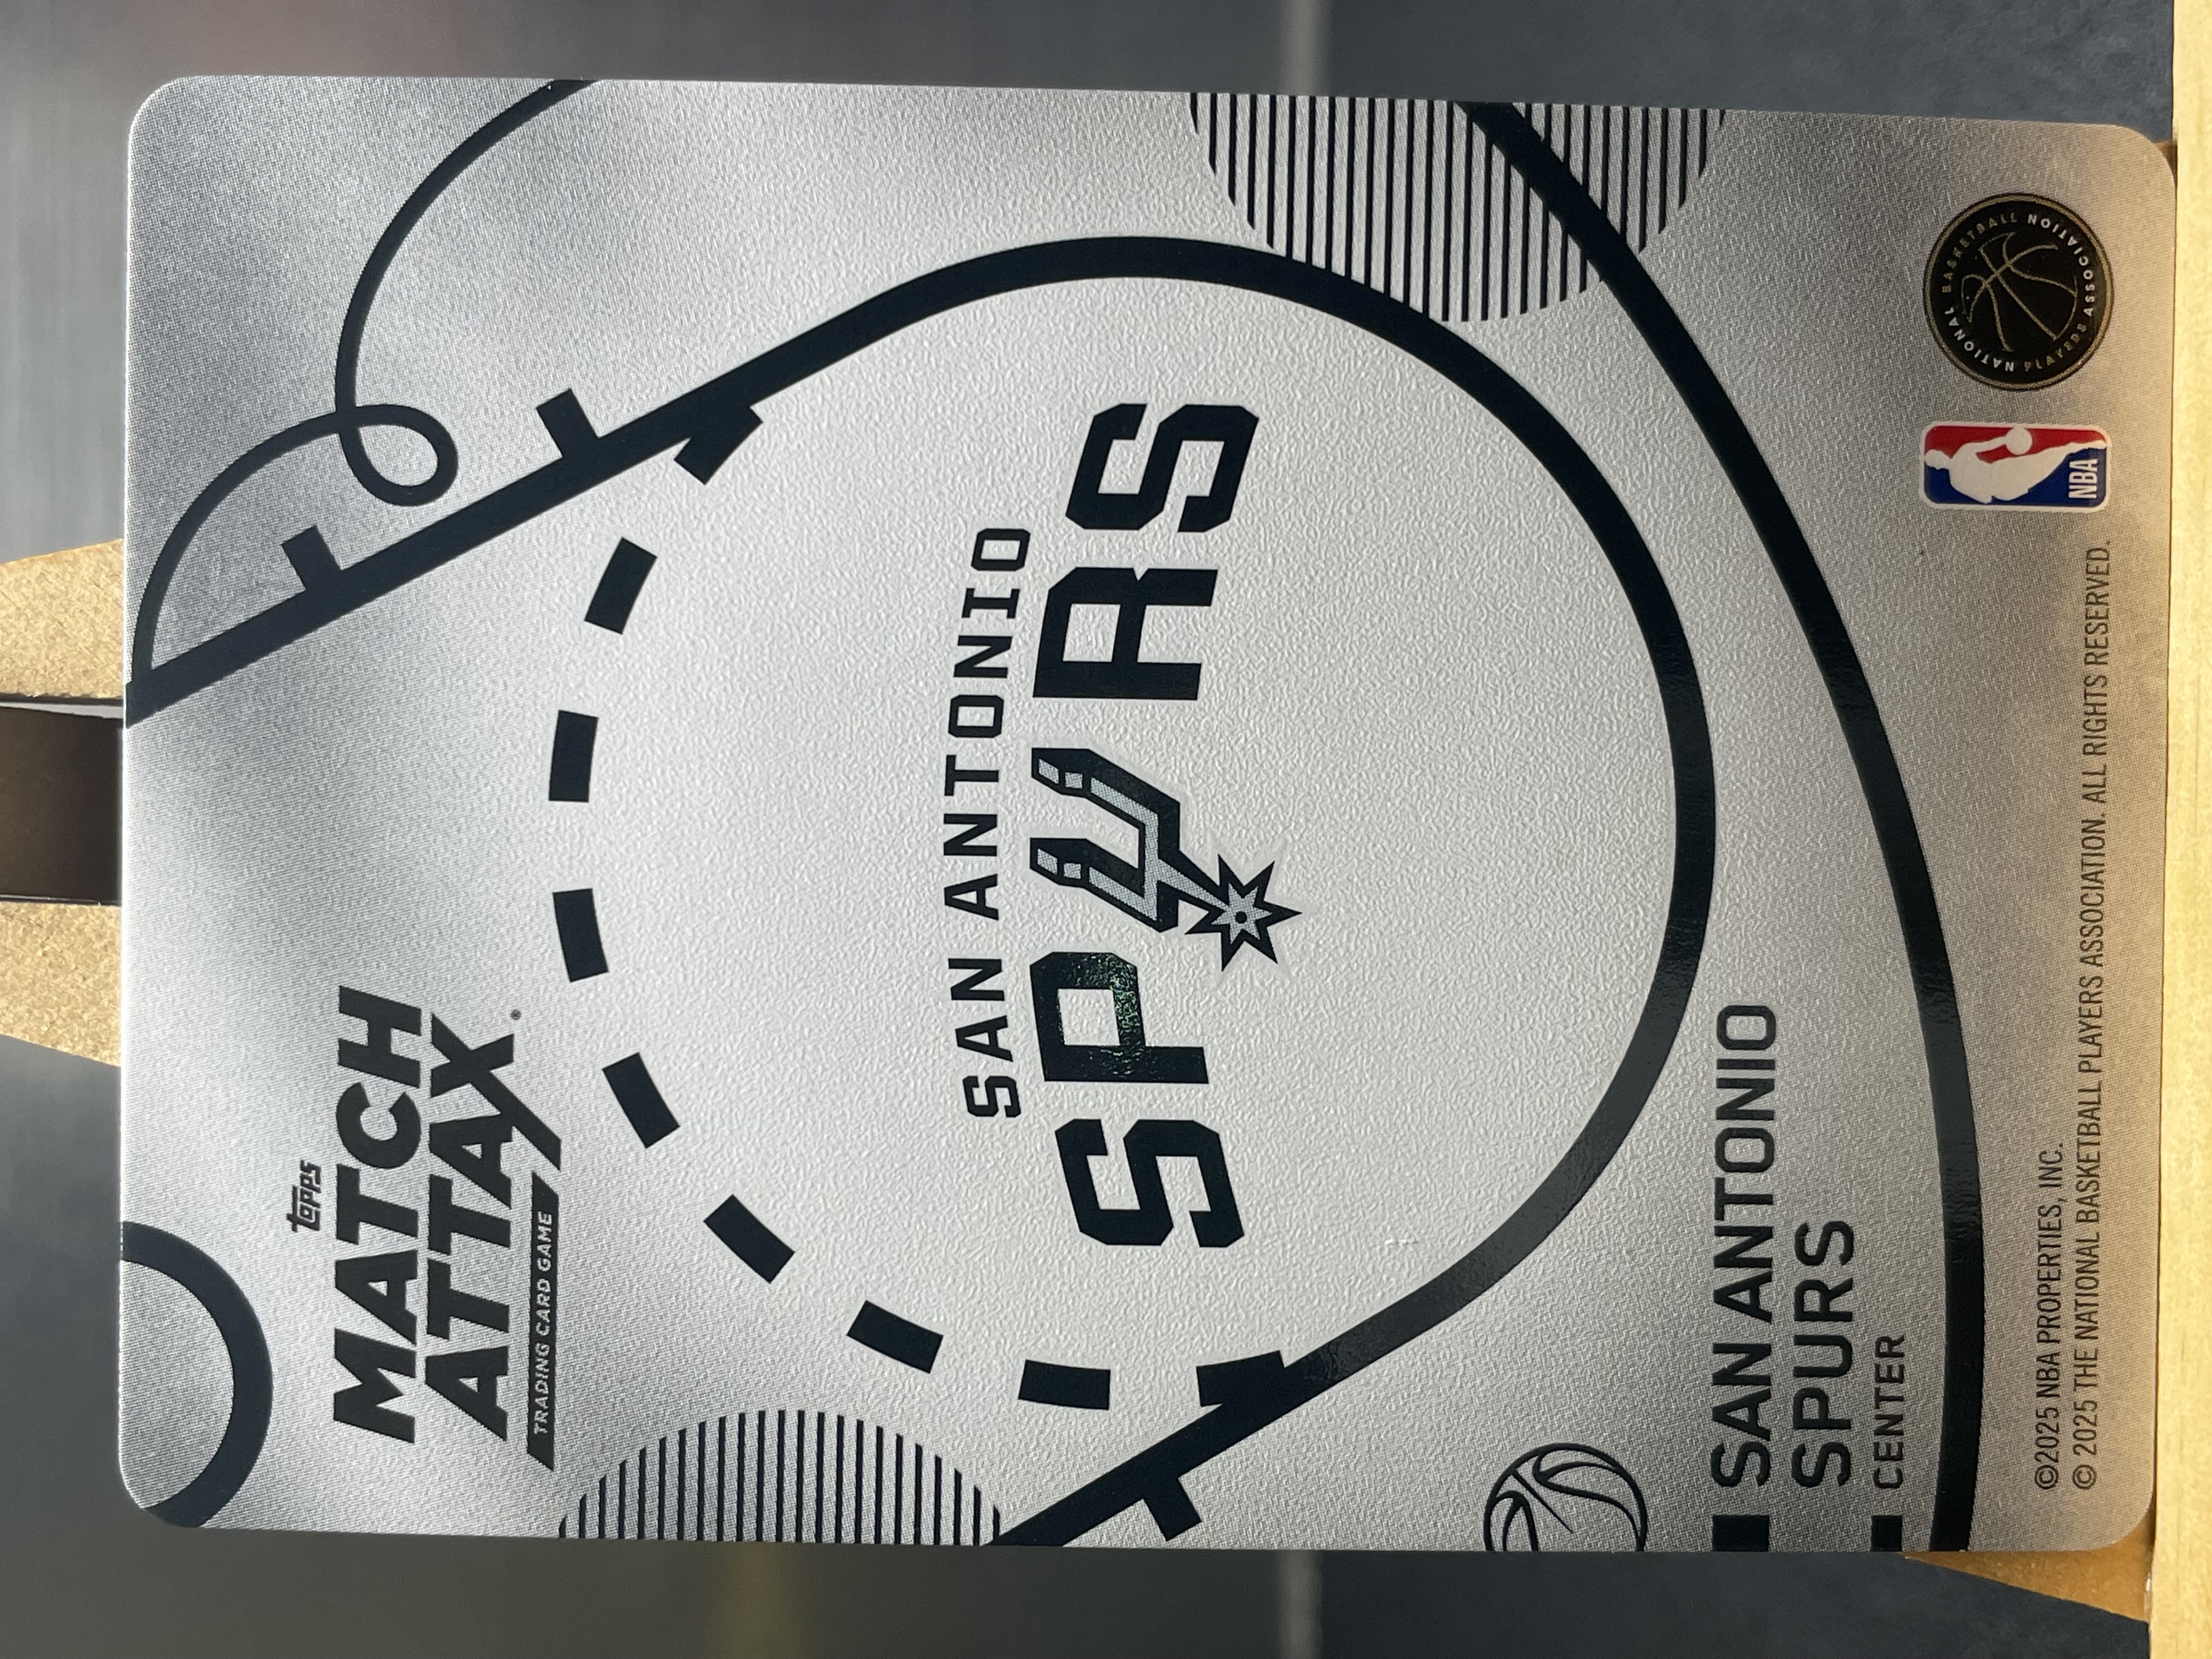 topps
MATCH
ATTAX
TRADING CARD GAME
SAN ANTONIO
SPURS
SAN ANTONIO
SPURS
CENTER
©2025 NBA PROPERTIES, INC.
© 2025 THE NATIONAL BASKETBALL PLAYERS ASSOCIATION. ALL RIGHTS RESERVED.
NBA
NATIONAL BASKETBALL
PLAYERS ASSOCIATION